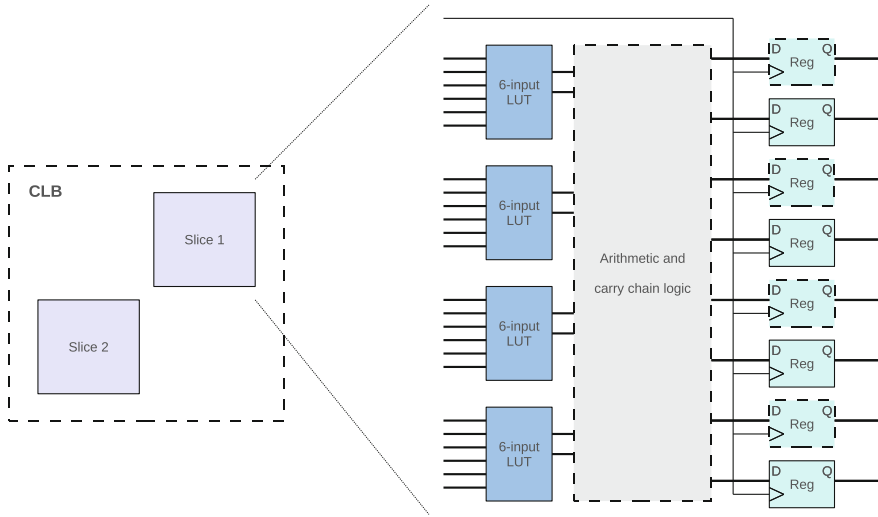 CLB
Slice 1
Slice 2
6-input
LUT
6-input
LUT
6-input
LUT
6-input
LUT
Arithmetic and
carry chain logic
D Q
Reg
D Q
Reg
D Q
Reg
D Q
Reg
D Q
Reg
D Q
Reg
D Q
Reg
D Q
Reg